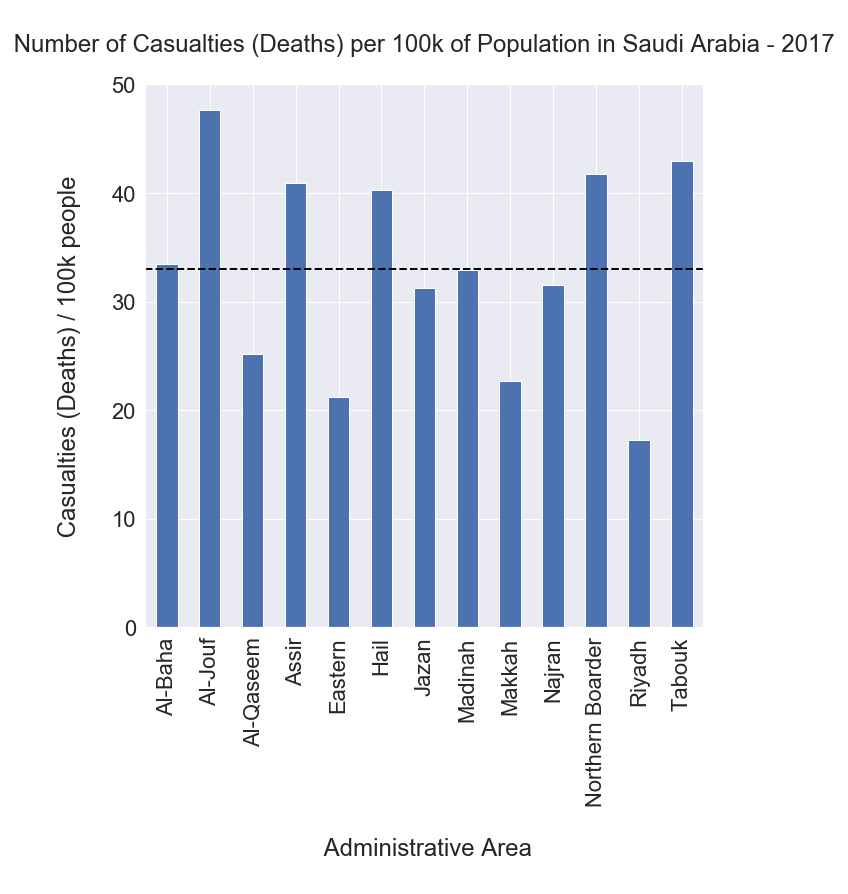 Number of Casualties (Deaths) per 100k of Population in Saudi Arabia - 2017
Casualties (Deaths) / 100k people
50
40
30
20
10
0
Al-Baha
Al-Jouf
Al-Qaseem
Assir
Eastern
Hail
Jazan
Madinah
Makkah
Najran
Northern Boarder
Riyadh
Tabouk
Administrative Area